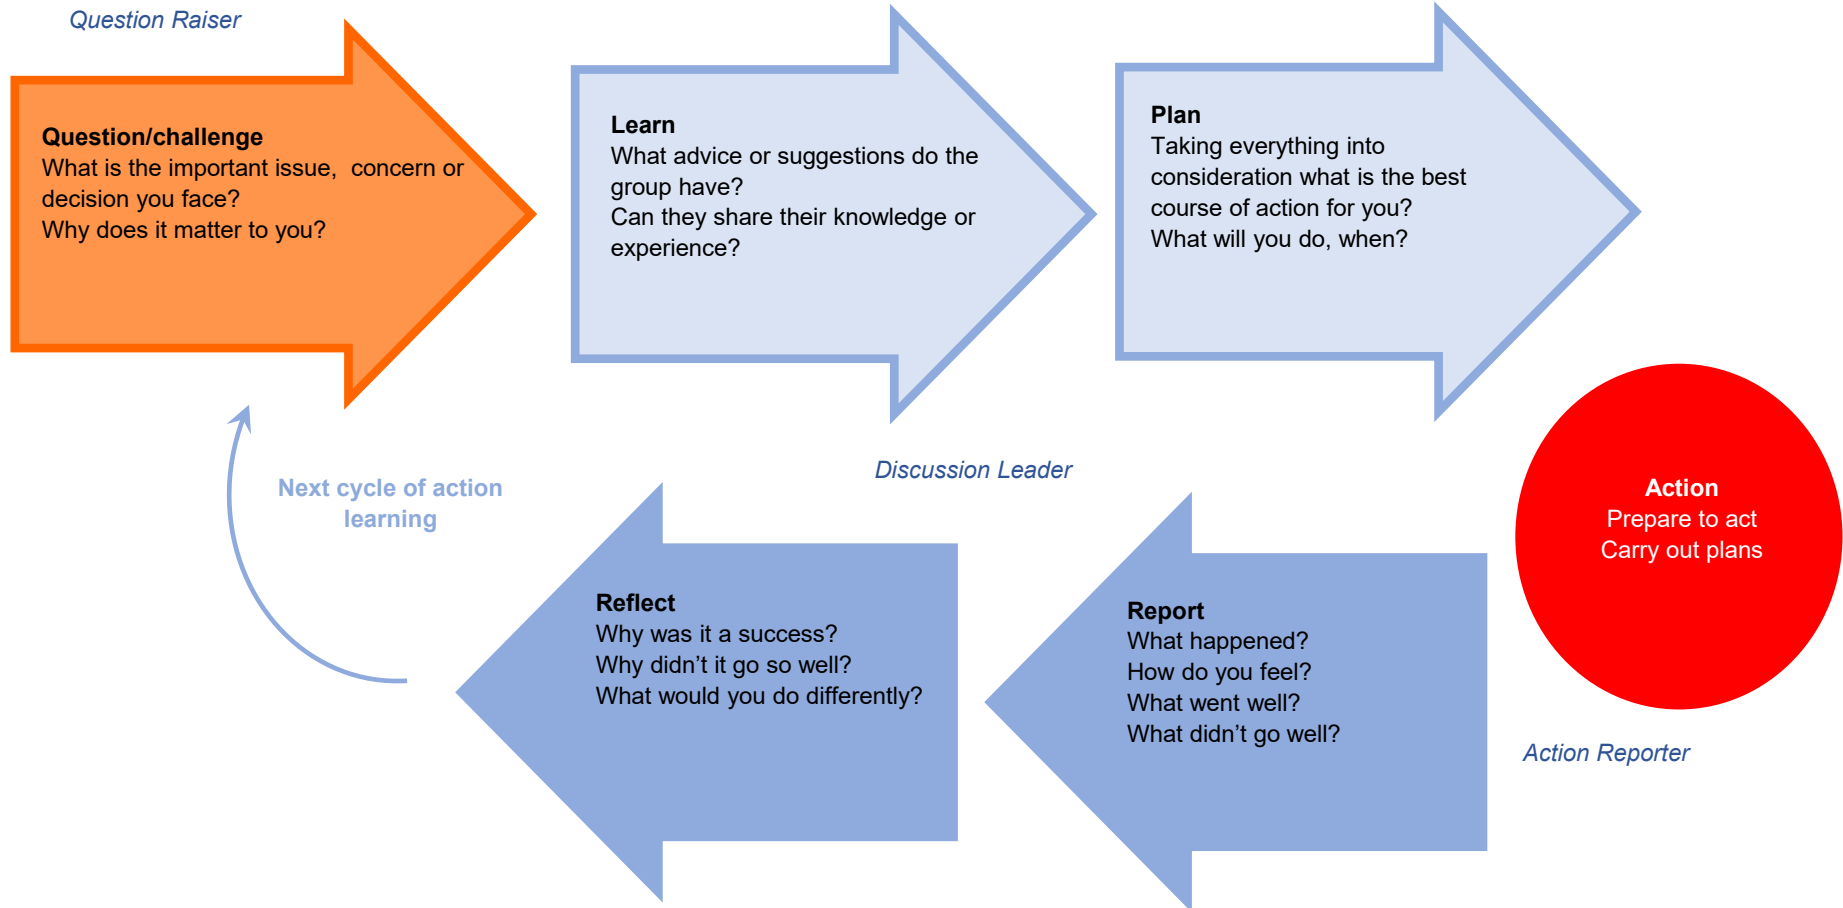 Question Raiser
Question/challenge
What is the important issue,  concern or
decision you face?
Why does it matter to you?
Learn
What advice or suggestions do the
group have?
Can they share their knowledge or
experience?
Plan
Taking everything into
consideration what is the best
course of action for you?
What will you do, when?
Discussion Leader
Action
Prepare to act
Carry out plans
Action Reporter
Report
What happened?
How do you feel?
What went well?
What didn’t go well?
Reflect
Why was it a success?
Why didn’t it go so well?
What would you do differently?
Next cycle of action
learning